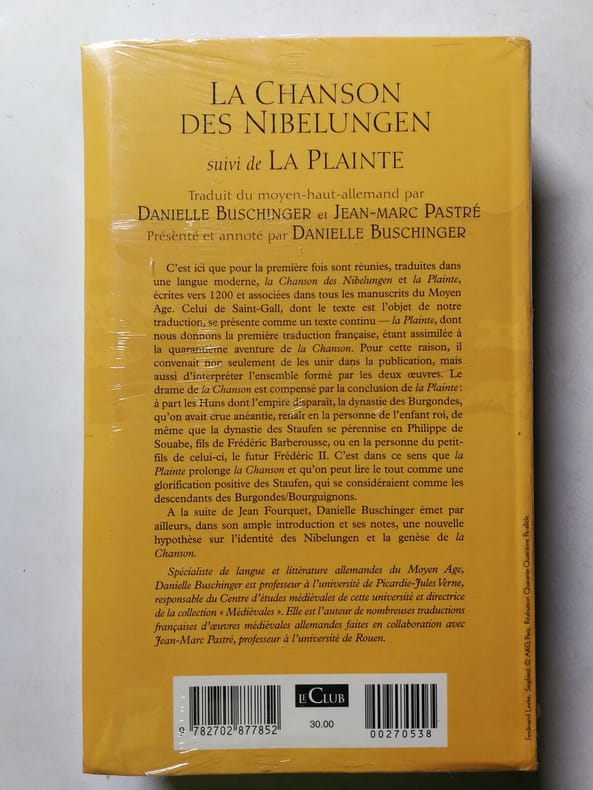 LA CHANSON
DES NIBELUNGEN
suivi de LA PLAINTE
Traduit du moyen-haut-allemand par
DANIELLE BUSCHINGER et JEAN-MARC PASTRÉ
Présenté et annoté par DANIELLE BUSCHINGER
C'est ici que pour la première fois sont réunies, traduites dans
une langue moderne, la Chanson des Nibelungen et la Plainte,
écrites vers 1200 et associées dans tous les manuscrits du Moyen
Age. Celui de Saint-Gall, dont le texte est l'objet de notre
traduction, se présente comme un texte continu — la Plainte, dont
nous donnons la première traduction française, étant assimilée à
la quarantième aventure de la Chanson. Pour cette raison, il
convenait non seulement de les unir dans la publication, mais
aussi d'interpréter l'ensemble formé par les deux œuvres. Le
drame de la Chanson est compensé par la conclusion de la Plainte :
à part les Huns dont l'empire disparaît, la dynastie des Burgondes,
qu'on avait crue anéantie, renaît en la personne de l'enfant roi, de
même que la dynastie des Staufen se pérennise en Philippe de
Souabe, fils de Frédéric Barberousse, ou en la personne du petit-
fils de celui-ci, le futur Frédéric II. C'est dans ce sens que la
Plainte prolonge la Chanson et qu'on peut lire le tout comme une
glorification positive des Staufen, qui se considéraient comme les
descendants des Burgondes/Bourguignons.
A la suite de Jean Fourquet, Danielle Buschinger émet par
ailleurs, dans son ample introduction et ses notes, une nouvelle
hypothèse sur l'identité des Nibelungen et la genèse de la
Chanson.
Spécialiste de langue et littérature allemandes du Moyen Age,
Danielle Buschinger est professeur à l'université de Picardie-Jules Verne,
responsable du Centre d'études médiévales de cette université et directrice
de la collection « Médiévales ». Elle est l'auteur de nombreuses traductions
françaises d'œuvres médiévales allemandes faites en collaboration avec
Jean-Marc Pastré, professeur à l'université de Rouen.
LE CLUB
30.00
9 782702 877852
00270538
Ferdinand Leeke, Siegfried. © AKG Paris. Réalisation Quarante-Quatrième Parallèle.